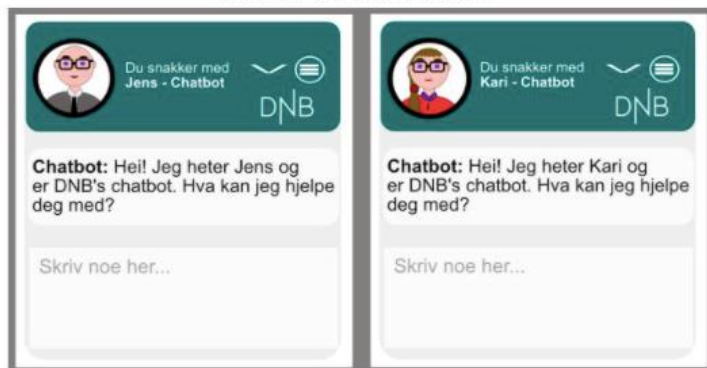 Du snakker med
Jens - Chatbot
DNB
Chatbot: Hei! Jeg heter Jens og
er DNB's chatbot. Hva kan jeg hjelpe
deg med?
Skriv noe her...
Du snakker med
Kari - Chatbot
DNB
Chatbot: Hei! Jeg heter Kari og
er DNB's chatbot. Hva kan jeg hjelpe
deg med?
Skriv noe her...